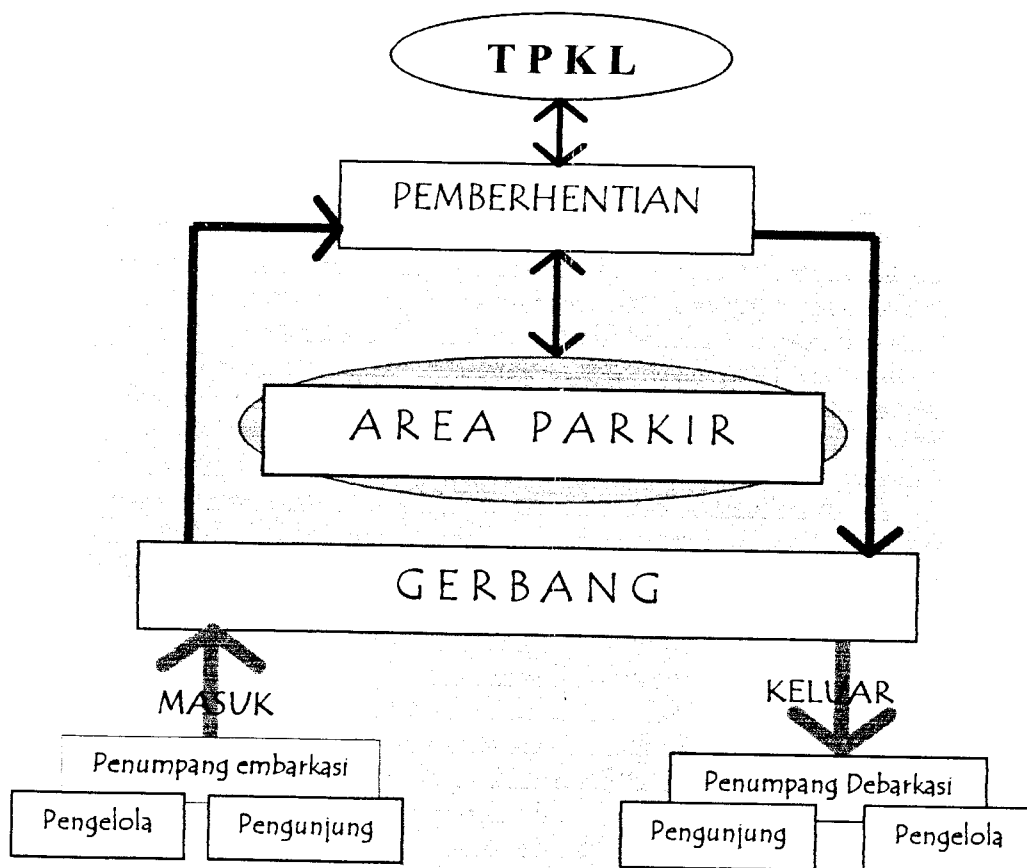 TPKL
PEMBERHENTIAN
AREA PARKIR
GERBANG
MASUK
KELUAR
Penumpang embarkasi
Pengelola
Pengunjung
Penumpang Debarkasi
Pengunjung
Pengelola